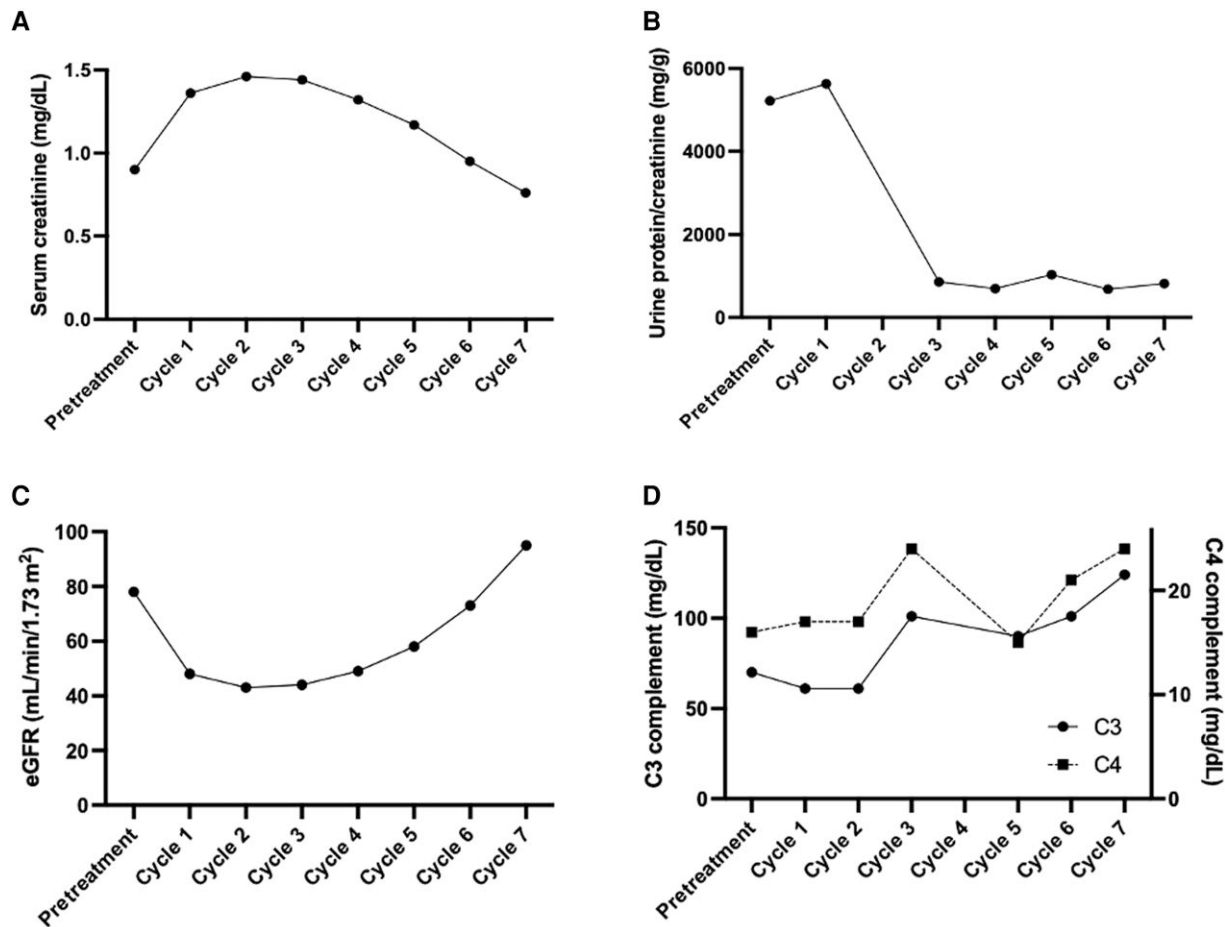 A
Serum creatinine (mg/dL)
1.5
1.0
0.5
0.0
Pretreatment
Cycle 1
Cycle 2
Cycle 3
Cycle 4
Cycle 5
Cycle 6
Cycle 7
B
Urine protein/creatinine (mg/g)
6000
4000
2000
0
Pretreatment
Cycle 1
Cycle 2
Cycle 3
Cycle 4
Cycle 5
Cycle 6
Cycle 7
C
eGFR (mL/min/1.73 m²)
100
80
60
40
20
0
Pretreatment
Cycle 1
Cycle 2
Cycle 3
Cycle 4
Cycle 5
Cycle 6
Cycle 7
D
C3 complement (mg/dL)
150
100
50
0
C4 complement (mg/dL)
20
10
0
C3
C4
Pretreatment
Cycle 1
Cycle 2
Cycle 3
Cycle 4
Cycle 5
Cycle 6
Cycle 7